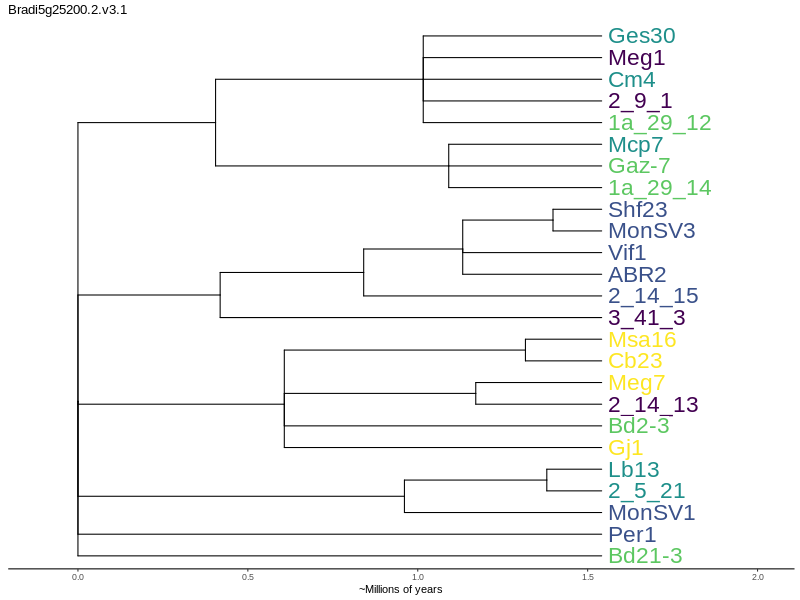 Bradi5g25200.2.v3.1
Ges30
Meg1
Cm4
2_9_1
1a_29_12
Mcp7
Gaz-7
1a_29_14
Shf23
MonSV3
Vif1
ABR2
2_14_15
3_41_3
Msa16
Cb23
Meg7
2_14_13
Bd2-3
Gj1
Lb13
2_5_21
MonSV1
Per1
Bd21-3
0.0 0.5 1.0 1.5 2.0
~Millions of years